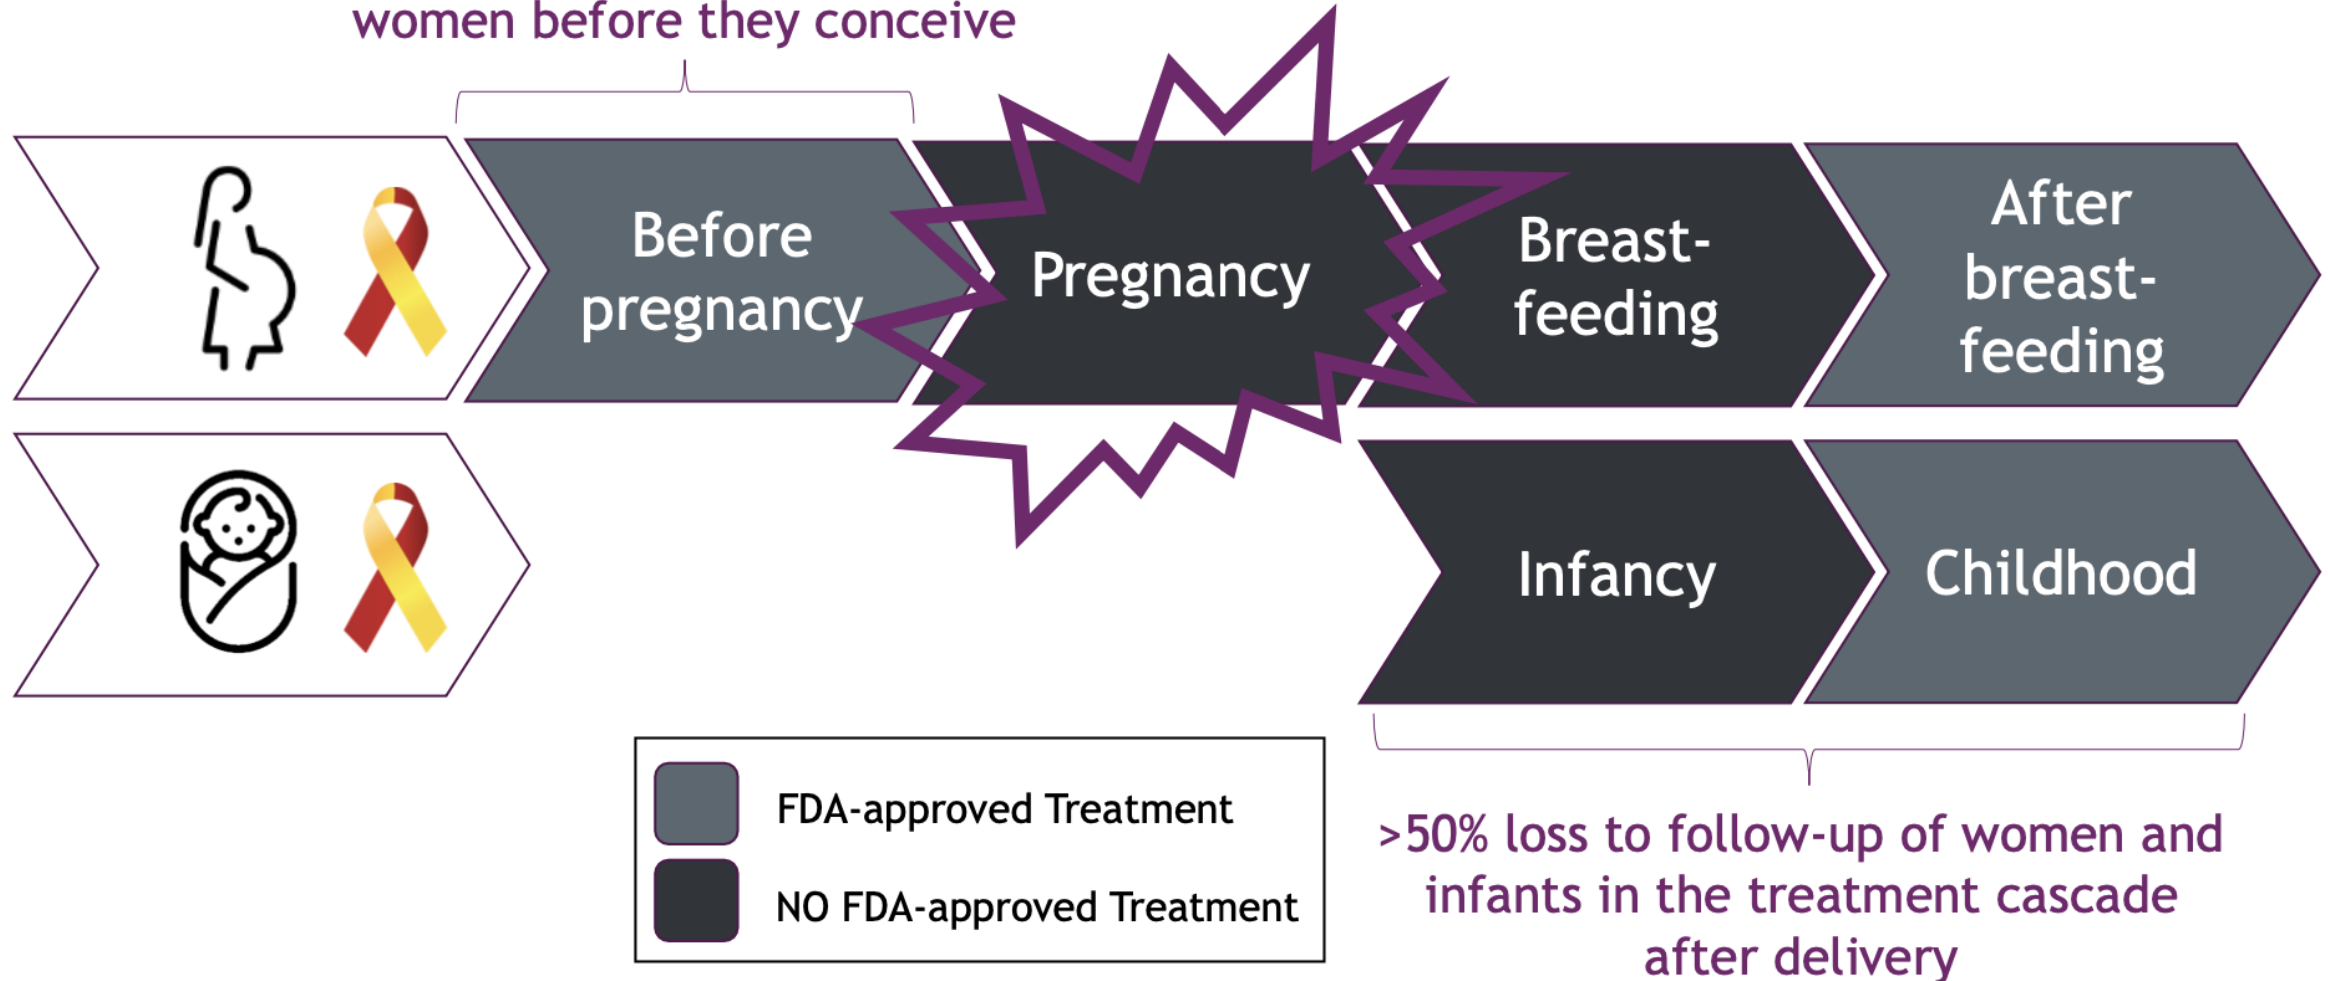 women before they conceive
Before
pregnancy
Pregnancy
Breast-
feeding
After
breast-
feeding
Infancy
Childhood
FDA-approved Treatment
NO FDA-approved Treatment
>50% loss to follow-up of women and
infants in the treatment cascade
after delivery